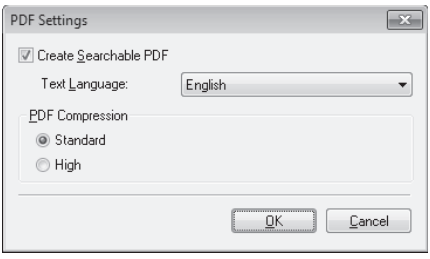 PDF Settings
Create Searchable PDF
Text Language: English
PDF Compression
Standard
High
OK Cancel